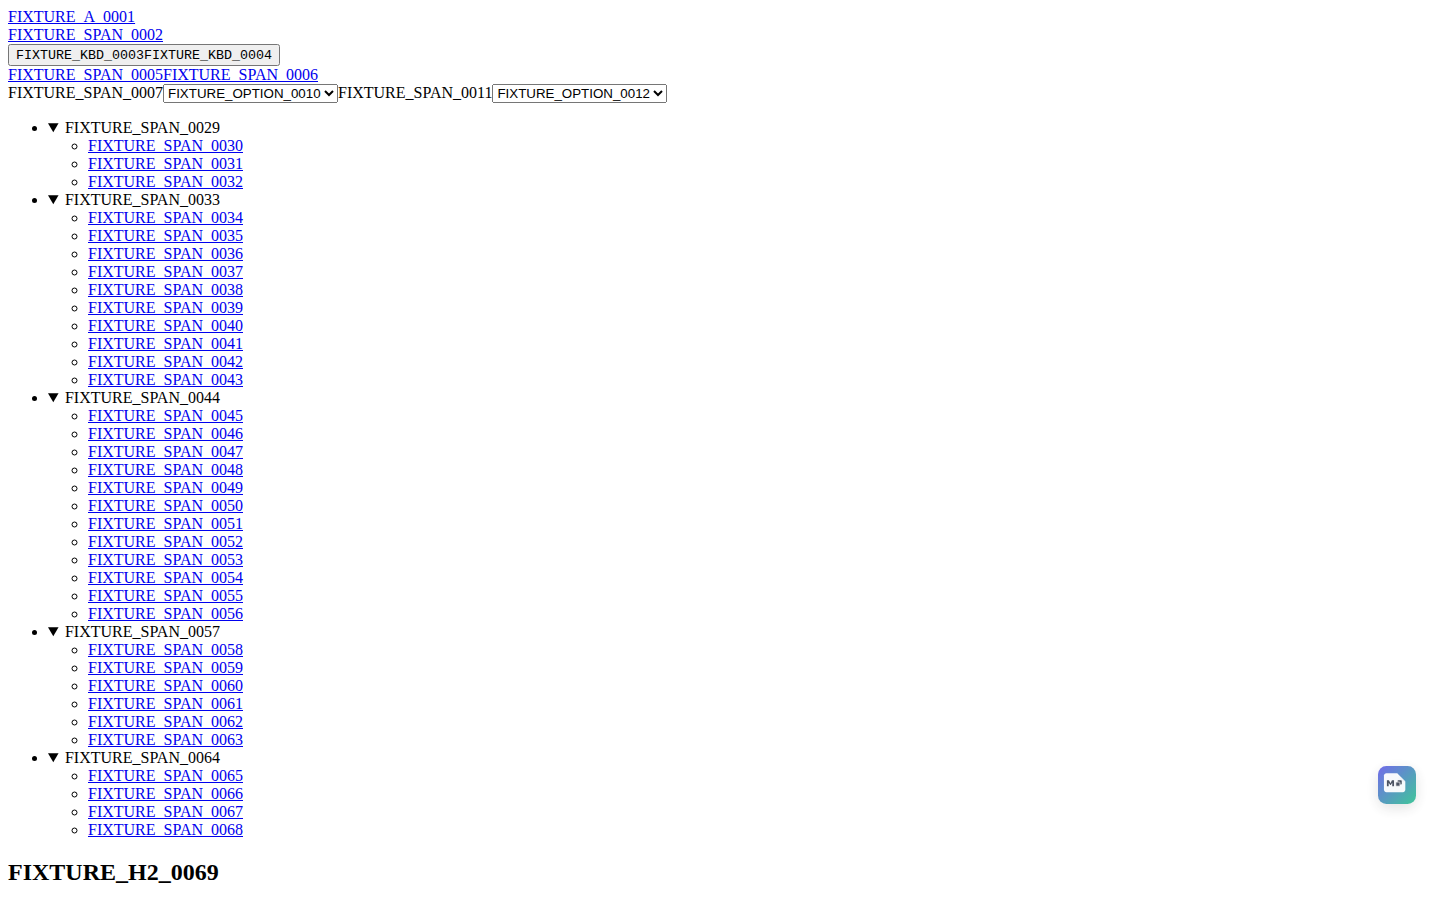 FIXTURE_A_0001
FIXTURE_SPAN_0002
FIXTURE_KBD_0003FIXTURE_KBD_0004
FIXTURE_SPAN_0005FIXTURE_SPAN_0006
FIXTURE_SPAN_0007 FIXTURE_OPTION_0010 FIXTURE_SPAN_0011 FIXTURE_OPTION_0012
FIXTURE_SPAN_0029
FIXTURE_SPAN_0030
FIXTURE_SPAN_0031
FIXTURE_SPAN_0032
FIXTURE_SPAN_0033
FIXTURE_SPAN_0034
FIXTURE_SPAN_0035
FIXTURE_SPAN_0036
FIXTURE_SPAN_0037
FIXTURE_SPAN_0038
FIXTURE_SPAN_0039
FIXTURE_SPAN_0040
FIXTURE_SPAN_0041
FIXTURE_SPAN_0042
FIXTURE_SPAN_0043
FIXTURE_SPAN_0044
FIXTURE_SPAN_0045
FIXTURE_SPAN_0046
FIXTURE_SPAN_0047
FIXTURE_SPAN_0048
FIXTURE_SPAN_0049
FIXTURE_SPAN_0050
FIXTURE_SPAN_0051
FIXTURE_SPAN_0052
FIXTURE_SPAN_0053
FIXTURE_SPAN_0054
FIXTURE_SPAN_0055
FIXTURE_SPAN_0056
FIXTURE_SPAN_0057
FIXTURE_SPAN_0058
FIXTURE_SPAN_0059
FIXTURE_SPAN_0060
FIXTURE_SPAN_0061
FIXTURE_SPAN_0062
FIXTURE_SPAN_0063
FIXTURE_SPAN_0064
FIXTURE_SPAN_0065
FIXTURE_SPAN_0066
FIXTURE_SPAN_0067
FIXTURE_SPAN_0068
FIXTURE_H2_0069